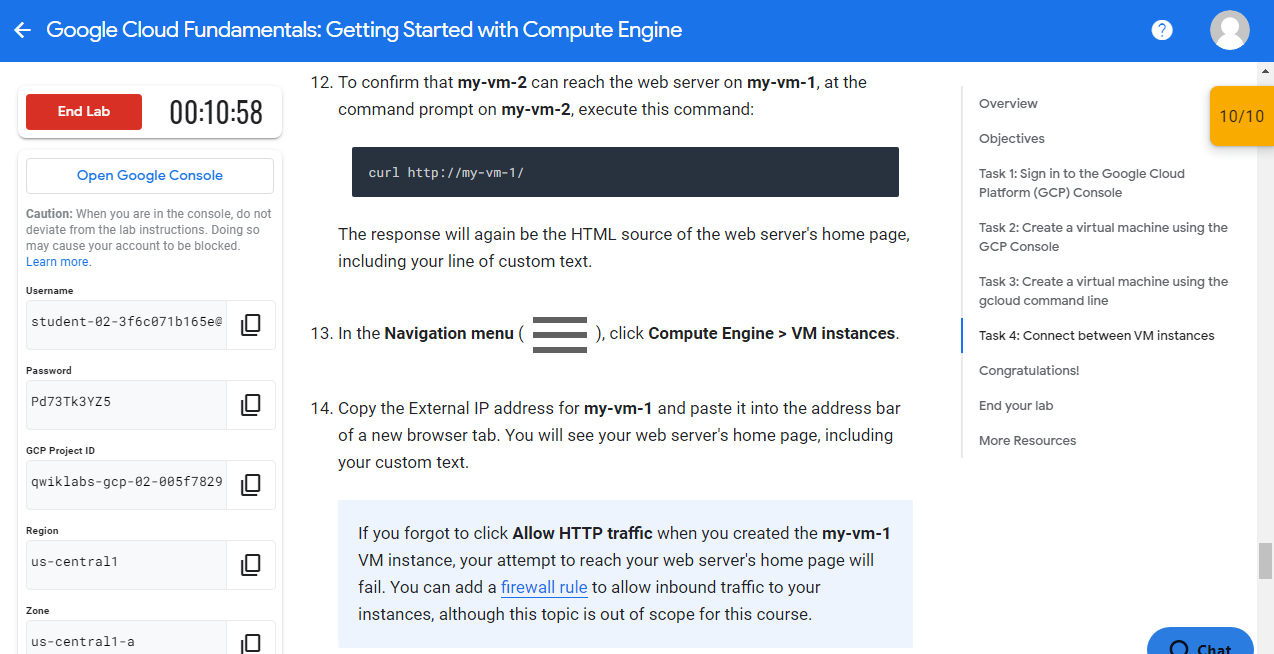 Google Cloud Fundamentals: Getting Started with Compute Engine
?
End Lab
00:10:58
Open Google Console
Caution: When you are in the console, do not
deviate from the lab instructions. Doing so
may cause your account to be blocked.
Learn more.
Username
student-02-3f6c071b165e@
Password
Pd73Tk3YZ5
GCP Project ID
qwiklabs-gcp-02-005f7829
Region
us-central1
Zone
us-central1-a
12. To confirm that my-vm-2 can reach the web server on my-vm-1, at the
command prompt on my-vm-2, execute this command:
curl http://my-vm-1/
The response will again be the HTML source of the web server's home page,
including your line of custom text.
13. In the Navigation menu ( ), click Compute Engine > VM instances.
14. Copy the External IP address for my-vm-1 and paste it into the address bar
of a new browser tab. You will see your web server's home page, including
your custom text.
If you forgot to click Allow HTTP traffic when you created the my-vm-1
VM instance, your attempt to reach your web server's home page will
fail. You can add a firewall rule to allow inbound traffic to your
instances, although this topic is out of scope for this course.
Overview
Objectives
Task 1: Sign in to the Google Cloud
Platform (GCP) Console
Task 2: Create a virtual machine using the
GCP Console
Task 3: Create a virtual machine using the
gcloud command line
Task 4: Connect between VM instances
Congratulations!
End your lab
More Resources
10/10
Chat